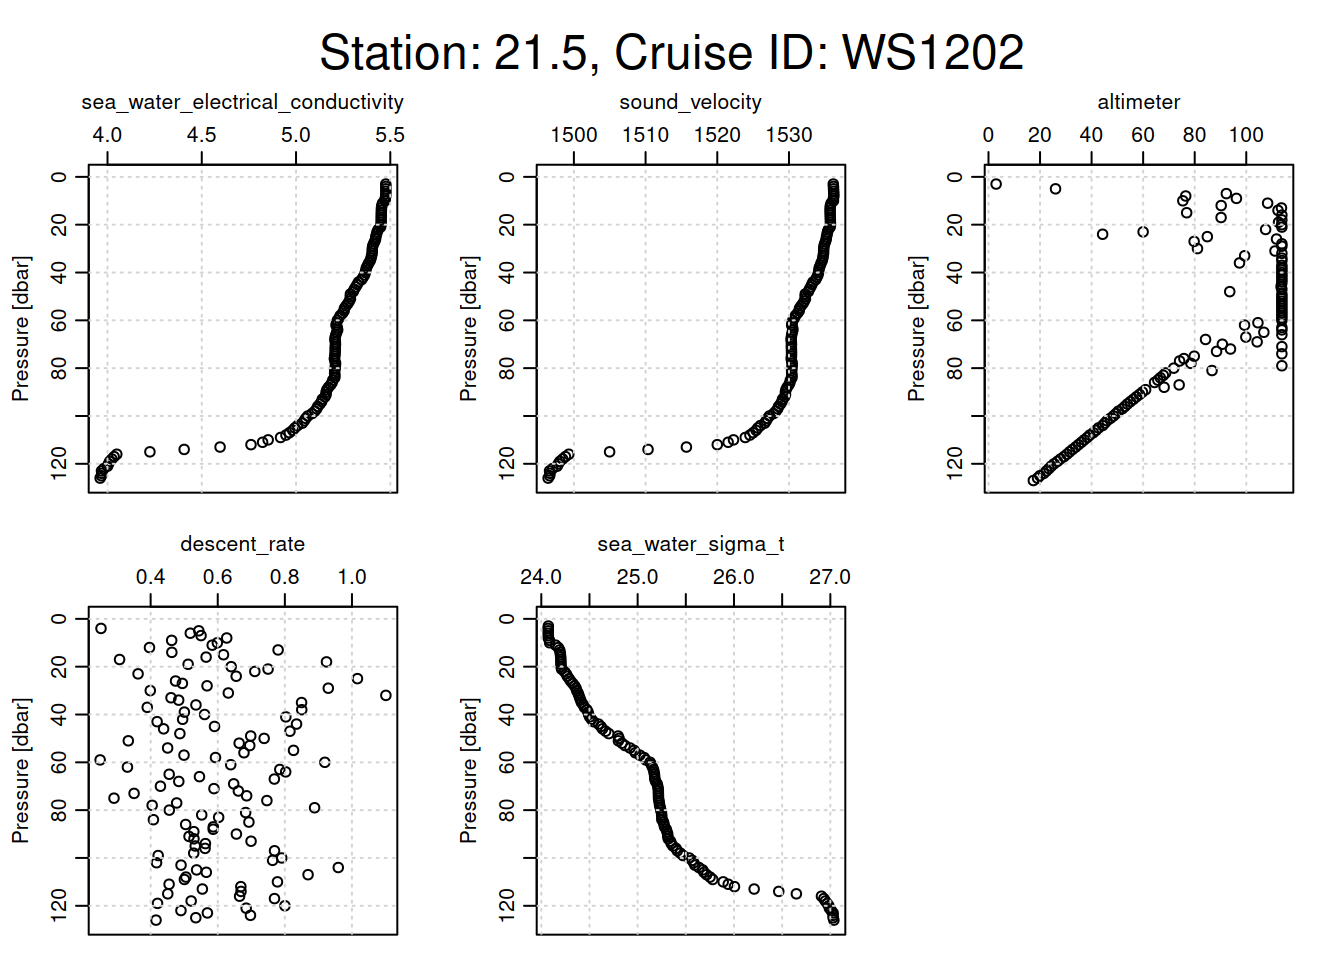 Station: 21.5, Cruise ID: WS1202
sea_water_electrical_conductivity
4.0 4.5 5.0 5.5
Pressure [dbar]
0 20 40 60 80 120
sound_velocity
1500 1510 1520 1530
Pressure [dbar]
0 20 40 60 80 120
altimeter
0 20 40 60 80 100
Pressure [dbar]
0 20 40 60 80 120
descent_rate
0.4 0.6 0.8 1.0
Pressure [dbar]
0 20 40 60 80 120
sea_water_sigma_t
24.0 25.0 26.0 27.0
Pressure [dbar]
0 20 40 60 80 120